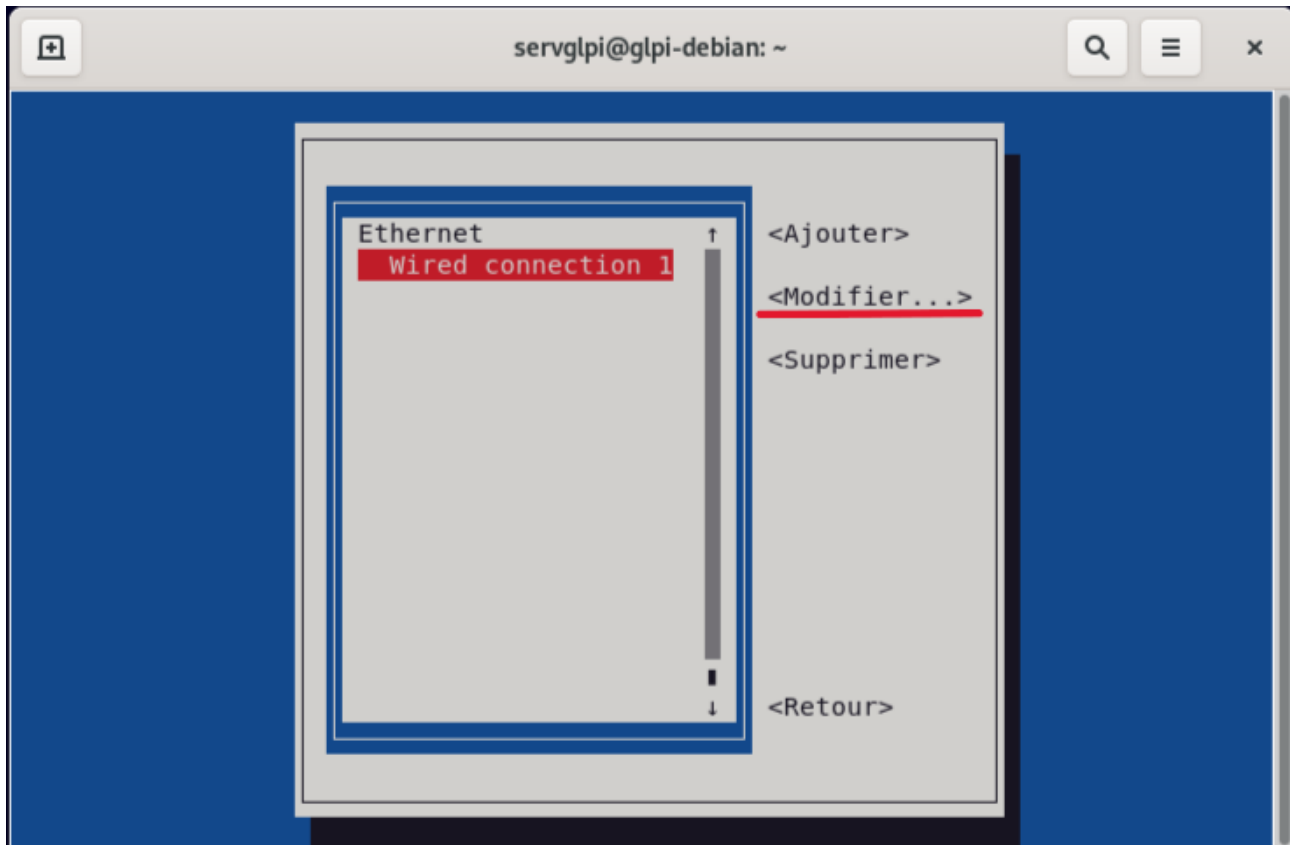 servglpi@glpi-debian: ~
Ethernet
Wired connection 1
<Ajouter>
<Modifier...>
<Supprimer>
<Retour>